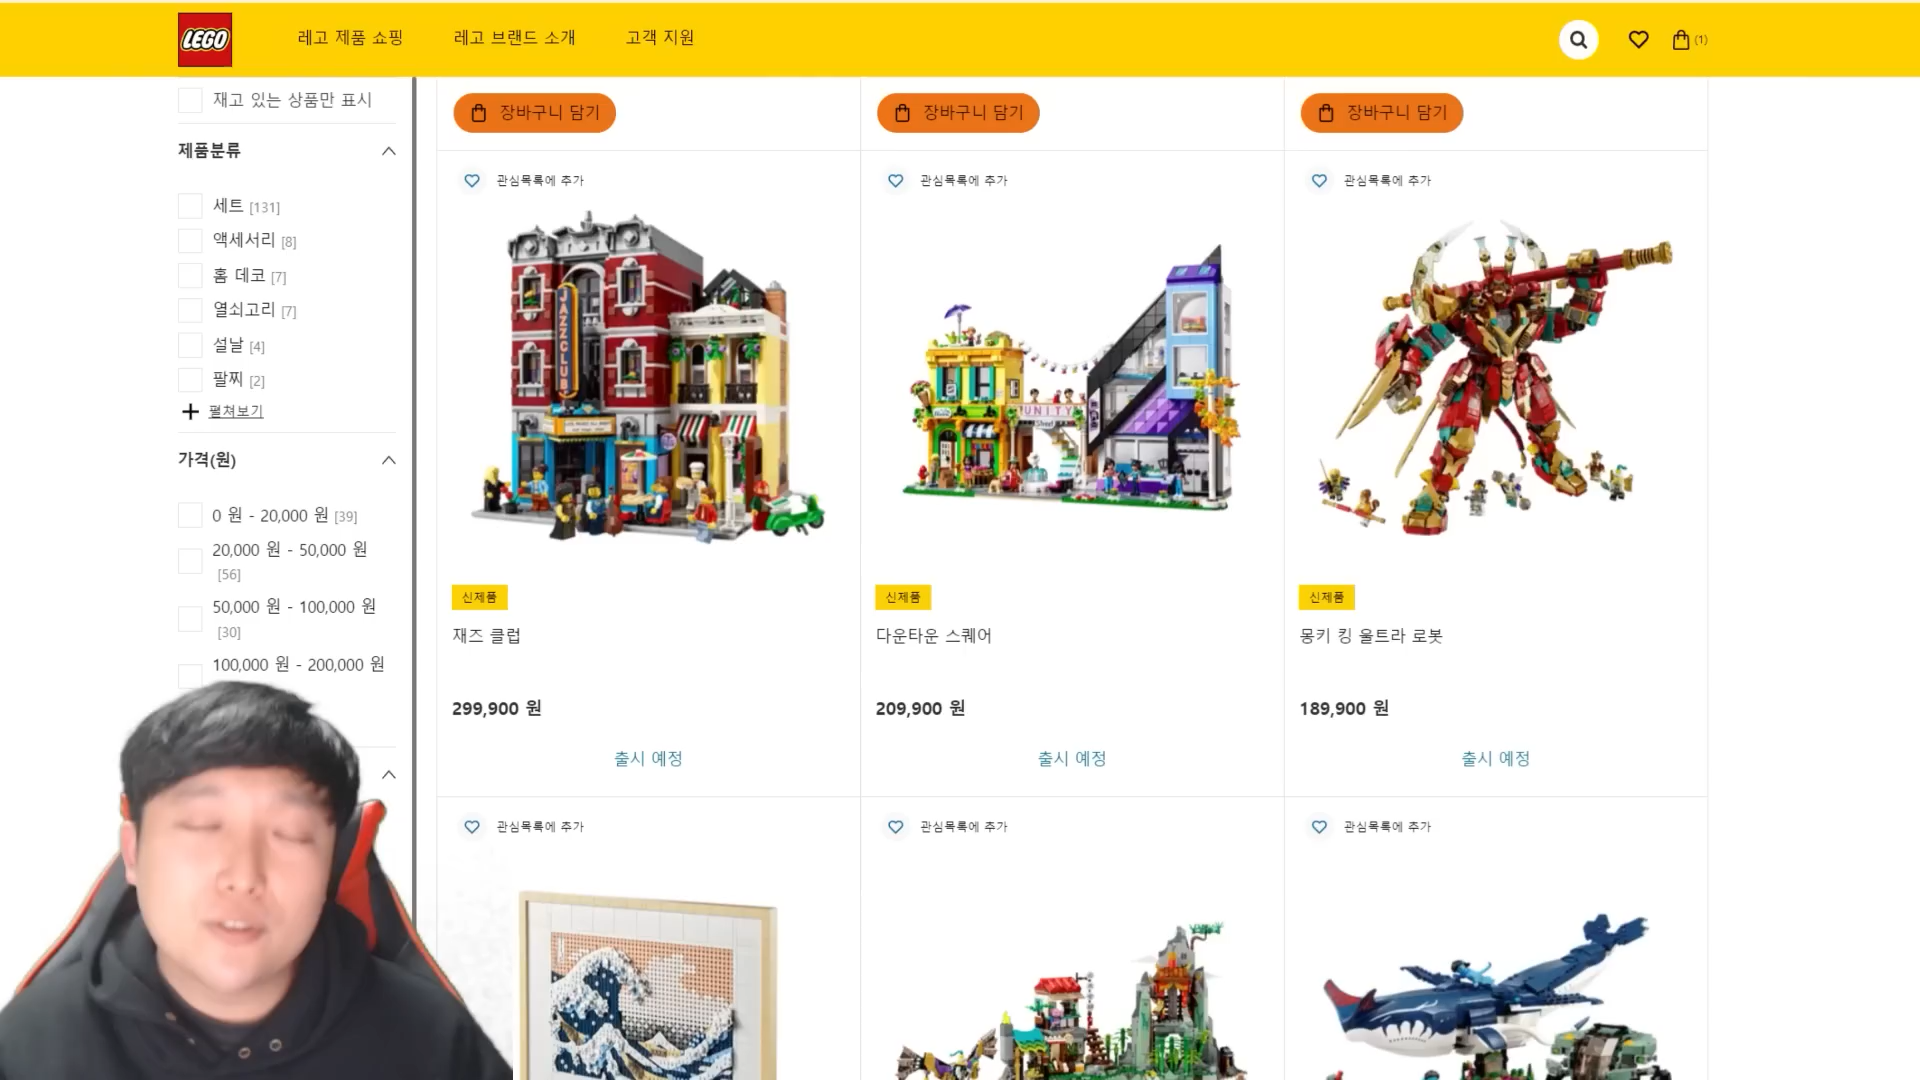 LEGO
레고 제품 쇼핑
레고 브랜드 소개
고객 지원
(1)
재고 있는 상품만 표시
제품분류
세트 [131]
액세서리 [8]
홈 데코 [7]
열쇠고리 [7]
설날 [4]
팔찌 [2]
펼쳐보기
가격(원)
0 원 - 20,000 원 [39]
20,000 원 - 50,000 원
[56]
50,000 원 - 100,000 원
[30]
100,000 원 - 200,000 원
장바구니 담기
장바구니 담기
장바구니 담기
관심목록에 추가
관심목록에 추가
관심목록에 추가
JAZZ CLUB
UNITY
신제품
신제품
신제품
재즈 클럽
다운타운 스퀘어
몽키 킹 울트라 로봇
299,900 원
209,900 원
189,900 원
출시 예정
출시 예정
출시 예정
관심목록에 추가
관심목록에 추가
관심목록에 추가